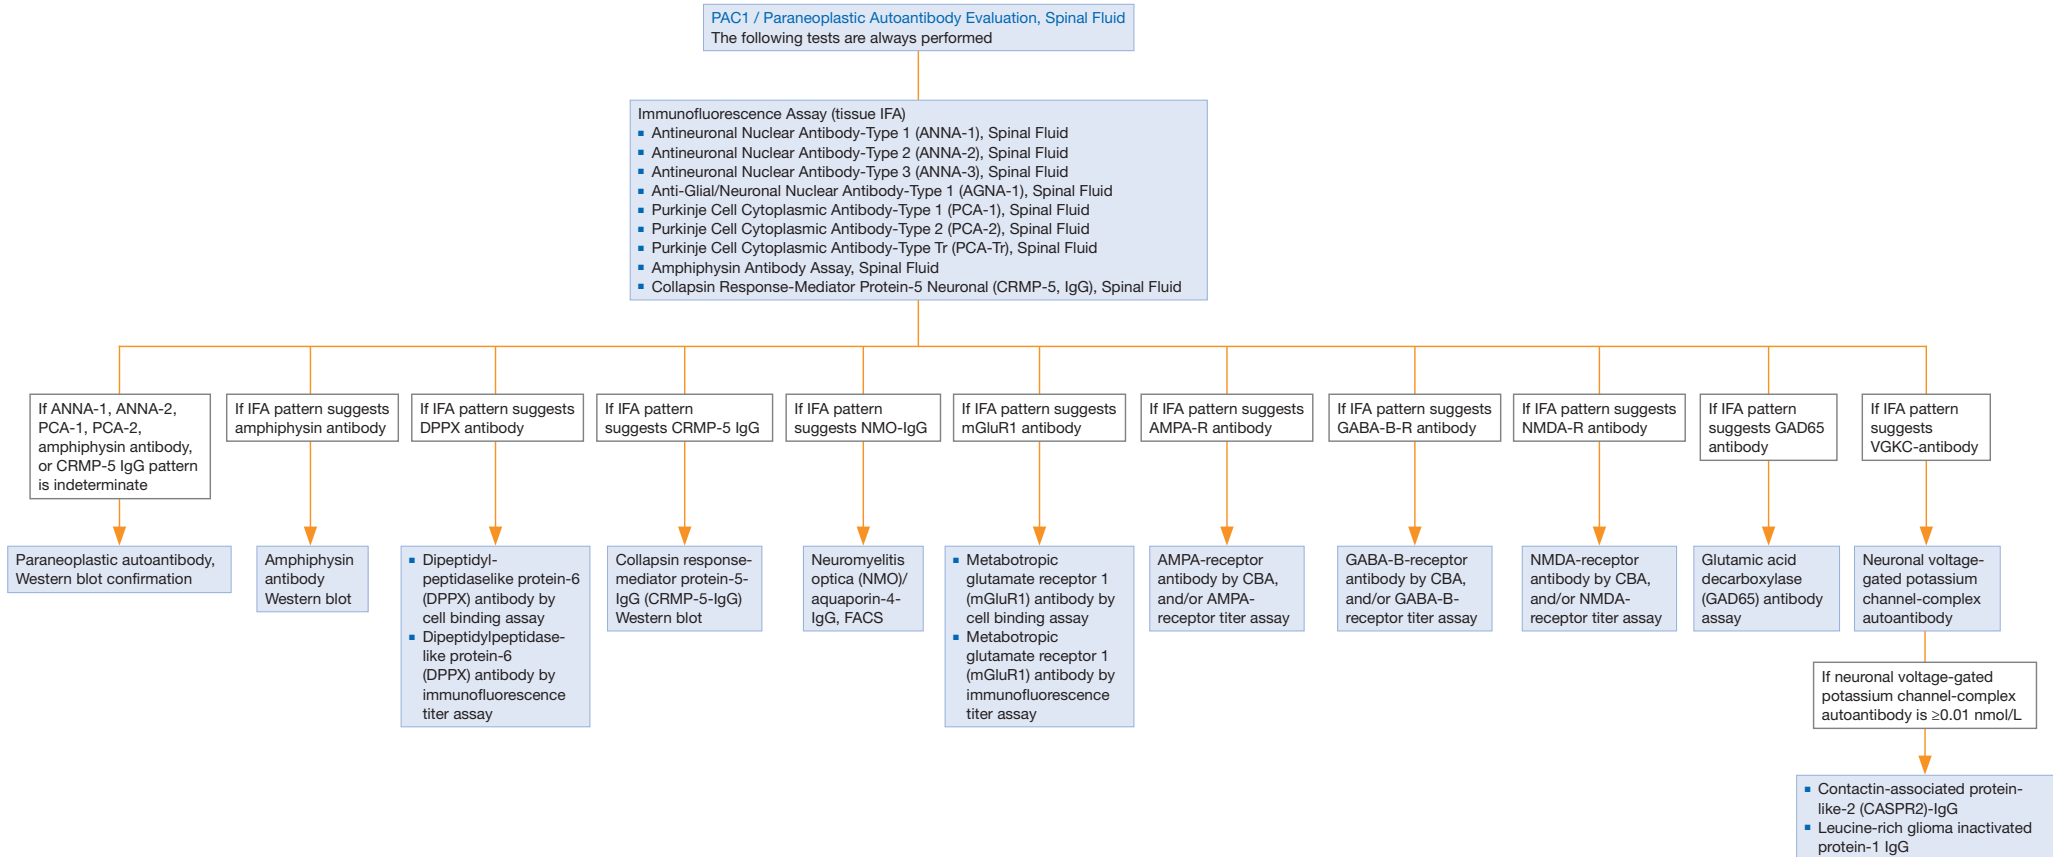 PAC1 / Paraneoplastic Autoantibody Evaluation, Spinal Fluid
The following tests are always performed
Immunofluorescence Assay (tissue IFA)
▪ Antineuronal Nuclear Antibody-Type 1 (ANNA-1), Spinal Fluid
▪ Antineuronal Nuclear Antibody-Type 2 (ANNA-2), Spinal Fluid
▪ Antineuronal Nuclear Antibody-Type 3 (ANNA-3), Spinal Fluid
▪ Anti-Glial/Neuronal Nuclear Antibody-Type 1 (AGNA-1), Spinal Fluid
▪ Purkinje Cell Cytoplasmic Antibody-Type 1 (PCA-1), Spinal Fluid
▪ Purkinje Cell Cytoplasmic Antibody-Type 2 (PCA-2), Spinal Fluid
▪ Purkinje Cell Cytoplasmic Antibody-Type Tr (PCA-Tr), Spinal Fluid
▪ Amphiphysin Antibody Assay, Spinal Fluid
▪ Collapsin Response-Mediator Protein-5 Neuronal (CRMP-5, IgG), Spinal Fluid
If ANNA-1, ANNA-2,
PCA-1, PCA-2,
amphiphysin antibody,
or CRMP-5 IgG pattern
is indeterminate
If IFA pattern suggests
amphiphysin antibody
If IFA pattern suggests
DPPX antibody
If IFA pattern
suggests CRMP-5 IgG
If IFA pattern
suggests NMO-IgG
If IFA pattern suggests
mGluR1 antibody
If IFA pattern suggests
AMPA-R antibody
If IFA pattern suggests
GABA-B-R antibody
If IFA pattern suggests
NMDA-R antibody
If IFA pattern
suggests GAD65
antibody
If IFA pattern
suggests
VGKC-antibody
Paraneoplastic autoantibody,
Western blot confirmation
Amphiphysin
antibody
Western blot
▪ Dipeptidyl-
peptidaselike protein-6
(DPPX) antibody by
cell binding assay
▪ Dipeptidylpeptidase-
like protein-6
(DPPX) antibody by
immunofluorescence
titer assay
Collapsin response-
mediator protein-5-
IgG (CRMP-5-IgG)
Western blot
Neuromyelitis
optica (NMO)/
aquaporin-4-
IgG, FACS
▪ Metabotropic
glutamate receptor 1
(mGluR1) antibody by
cell binding assay
▪ Metabotropic
glutamate receptor 1
(mGluR1) antibody by
immunofluorescence
titer assay
AMPA-receptor
antibody by CBA,
and/or AMPA-
receptor titer assay
GABA-B-receptor
antibody by CBA,
and/or GABA-B-
receptor titer assay
NMDA-receptor
antibody by CBA,
and/or NMDA-
receptor titer assay
Glutamic acid
decarboxylase
(GAD65) antibody
assay
Neuronal voltage-
gated potassium
channel-complex
autoantibody
If neuronal voltage-gated
potassium channel-complex
autoantibody is ≥0.01 nmol/L
▪ Contactin-associated protein-
like-2 (CASPR2)-IgG
▪ Leucine-rich glioma inactivated
protein-1 IgG